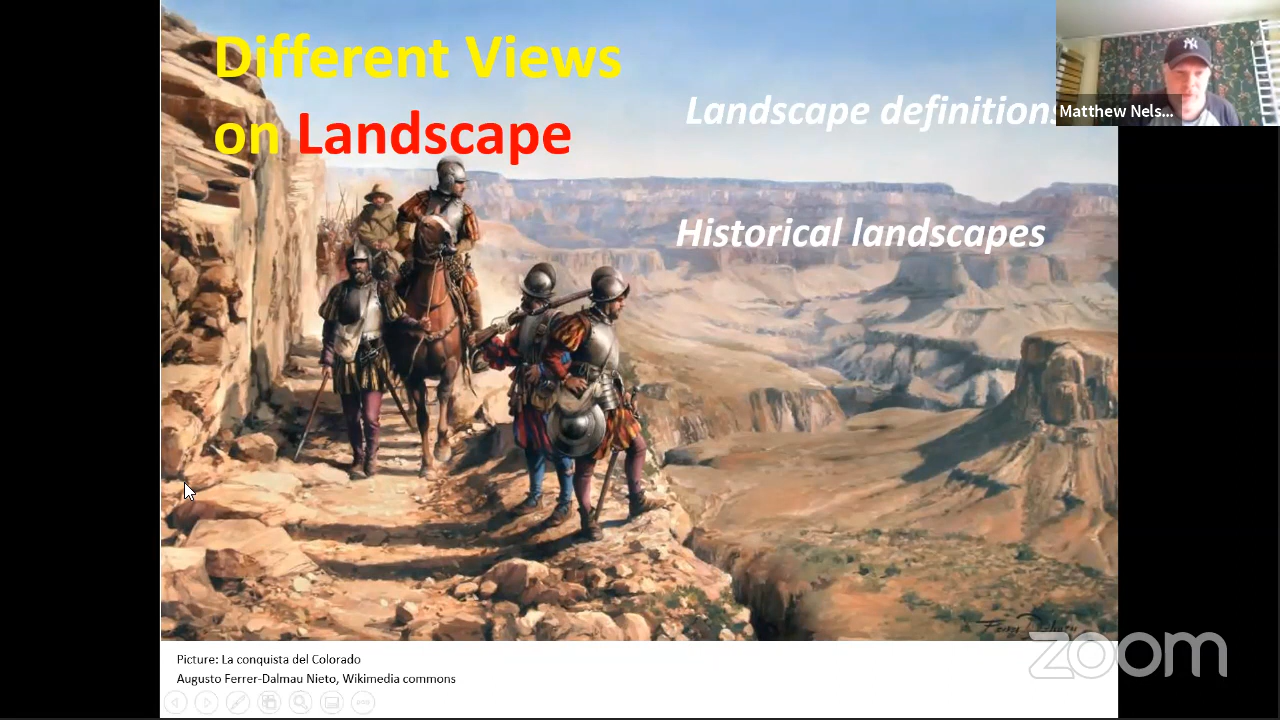 Different Views
on Landscape
Landscape definitions
Matthew Nels...
Historical landscapes
zoom
Picture: La conquista del Colorado
Augusto Ferrer-Dalmau Nieto, Wikimedia commons